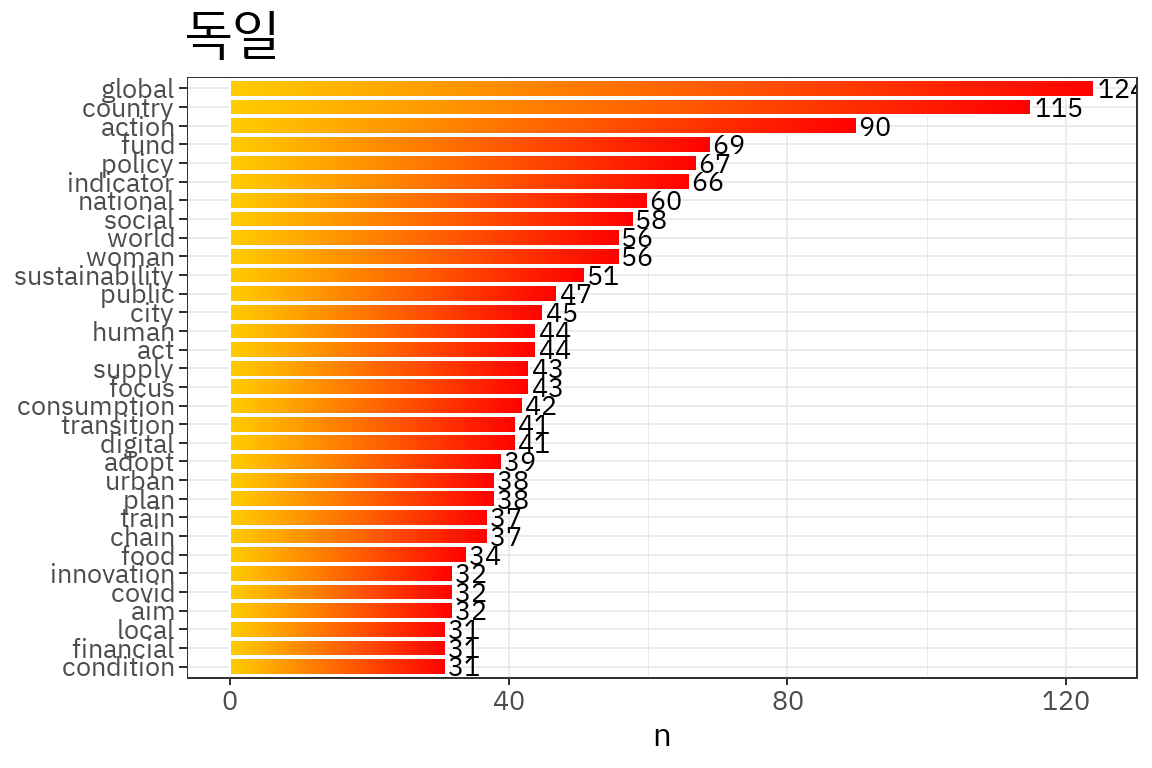 독일
global 124
country 115
action 90
fund 69
policy 67
indicator 66
national 60
social 58
world 56
woman 56
sustainability 51
public 47
city 45
human 44
act 44
supply 43
focus 43
consumption 42
transition 41
digital 41
adopt 39
urban 38
plan 38
train 37
chain 37
food 34
innovation 32
covid 32
aim 32
local 31
financial 31
condition 31
0 40 80 120
n